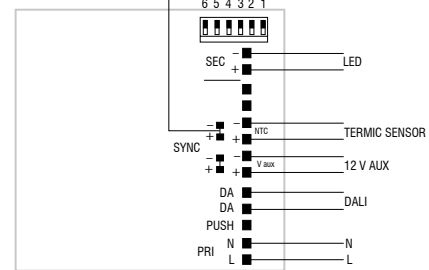 6 5 4 3 2 1
SEC - LED
+
- NTC
+ TERMIC SENSOR
SYNC - +
- V aux
+ 12 V AUX
- +
DA
DA DALI
PUSH
PRI N N
L L